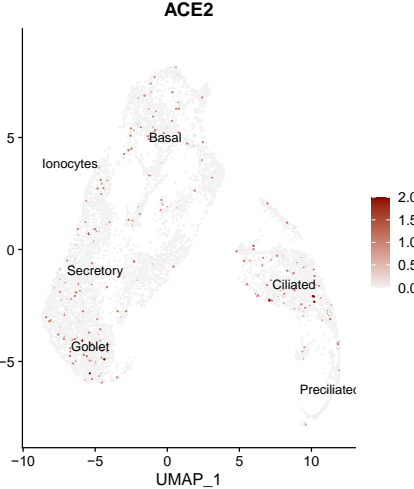 ACE2
5
0
−5
−10
−5
0
5
10
UMAP_1
Basal
Ionocytes
Secretory
Goblet
Ciliated
Preciliated
2.0
1.5
1.0
0.5
0.0